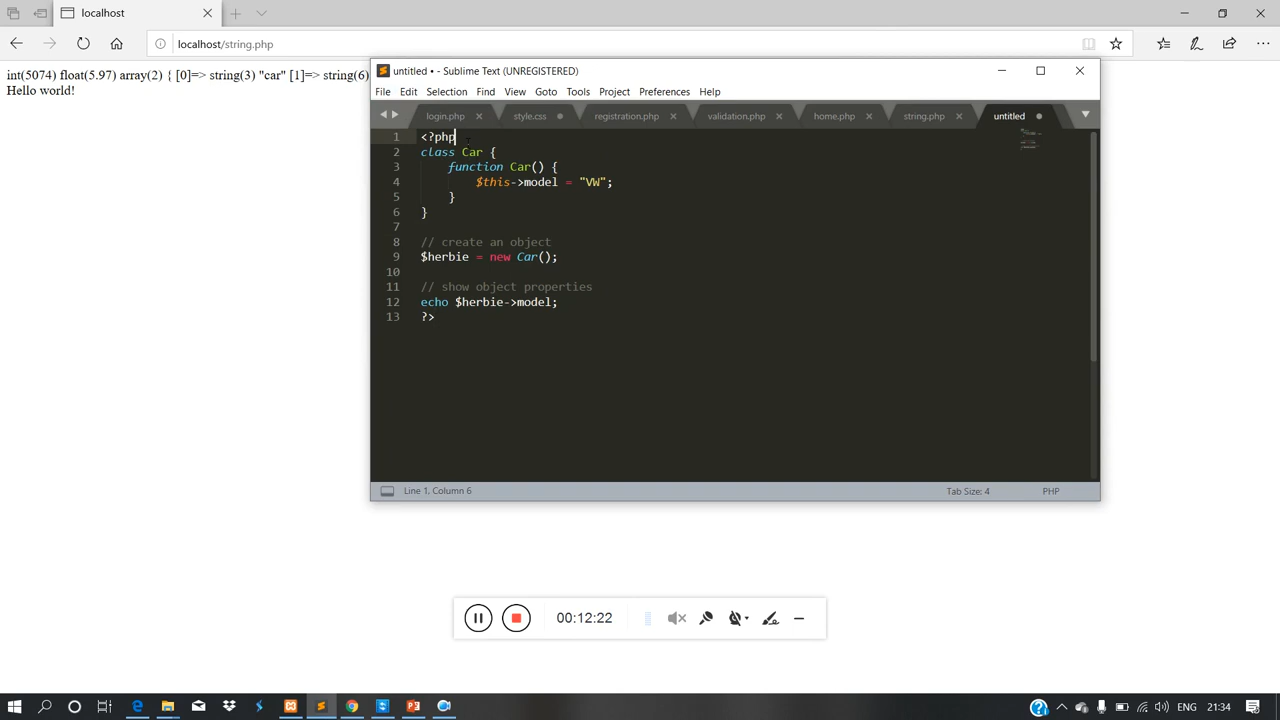 localhost
localhost/string.php
int(5074) float(5.97) array(2) { [0]=> string(3) "car" [1]=> string(6)
Hello world!
untitled • - Sublime Text (UNREGISTERED)
File Edit Selection Find View Goto Tools Project Preferences Help
login.php style.css registration.php validation.php home.php string.php untitled
1 <?php
2 class Car {
3 function Car() {
4 $this->model = "VW";
5 }
6 }
7
8 // create an object
9 $herbie = new Car();
10
11 // show object properties
12 echo $herbie->model;
13 ?>
Line 1, Column 6 Tab Size: 4 PHP
00:12:22
ENG 21:34